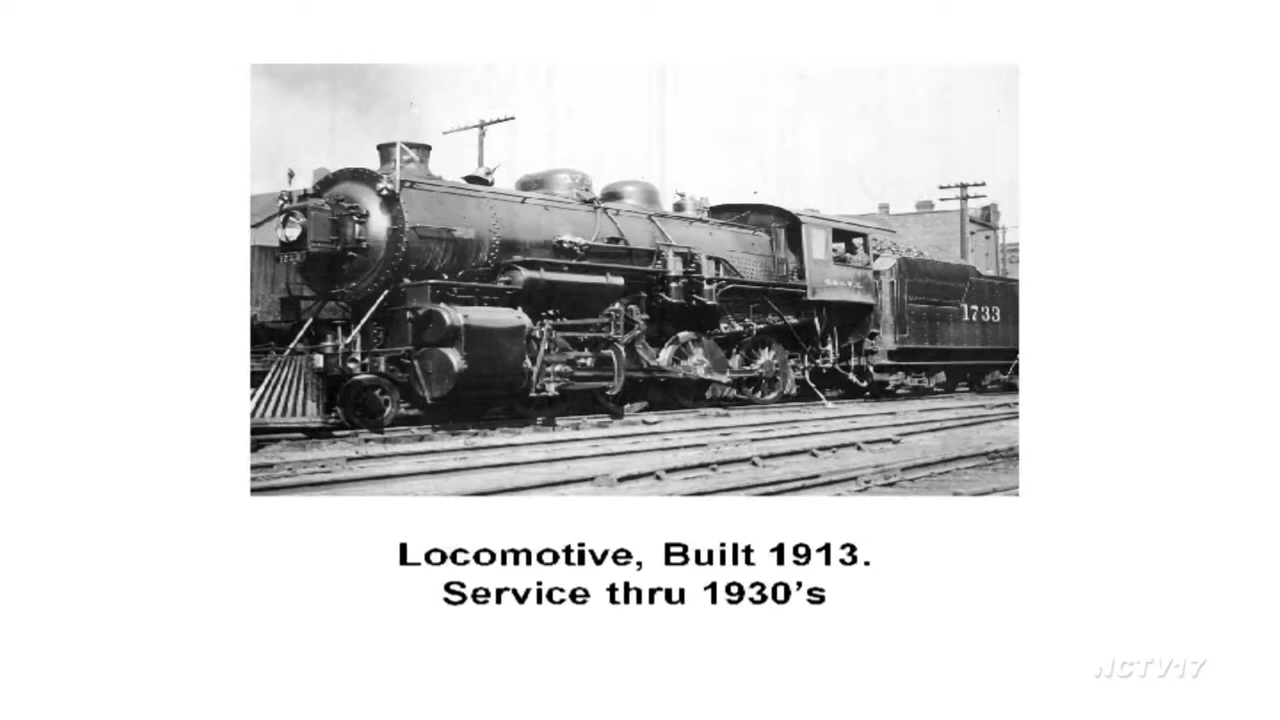 1733
Locomotive, Built 1913.
Service thru 1930's
NCTV17